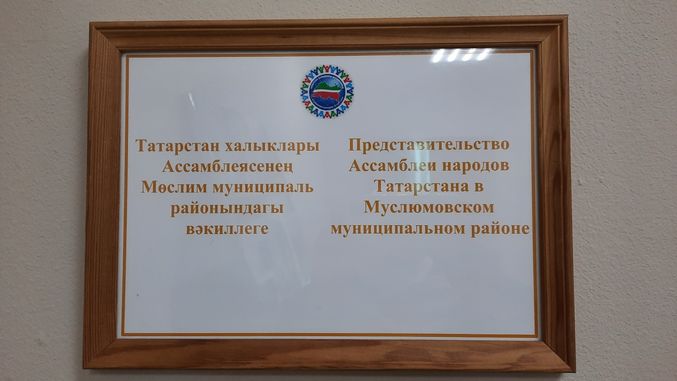 Татарстан халыклары
Ассамблеясенең
Мөслим муниципаль
районындагы
вәкиллеге
Представительство
Ассамблеи народов
Татарстана в
Муслюмовском
муниципальном районе